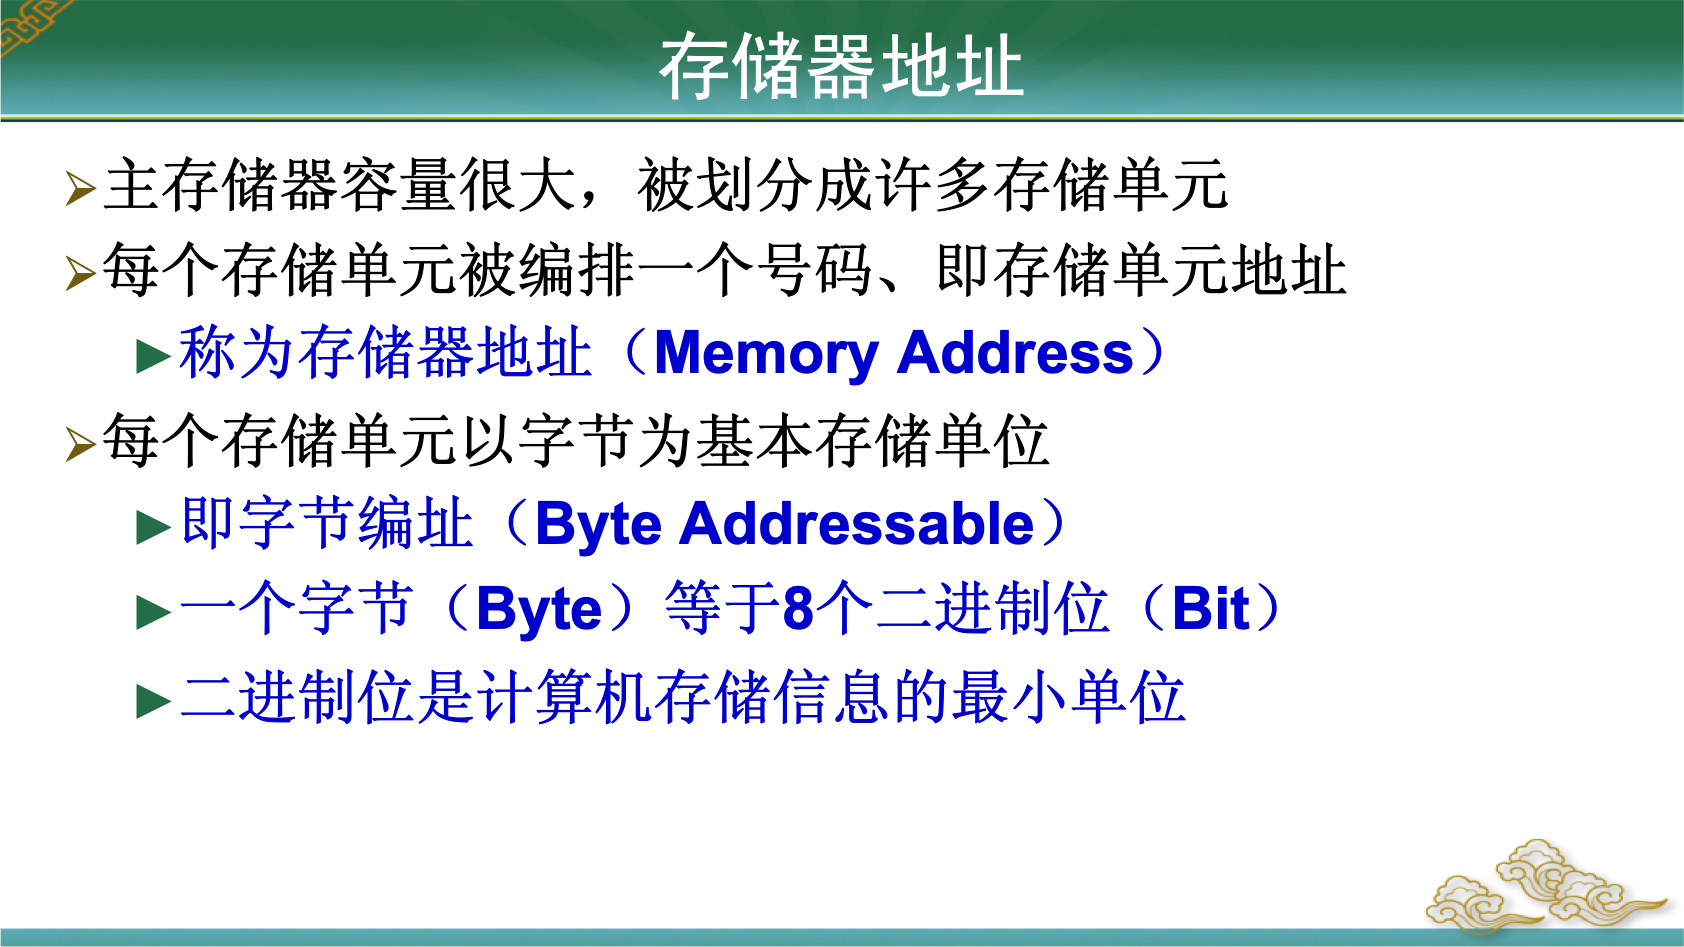 存储器地址
主存储器容量很大，被划分成许多存储单元
每个存储单元被编排一个号码、即存储单元地址
称为存储器地址（Memory Address）
每个存储单元以字节为基本存储单位
即字节编址（Byte Addressable）
一个字节（Byte）等于8个二进制位（Bit）
二进制位是计算机存储信息的最小单位